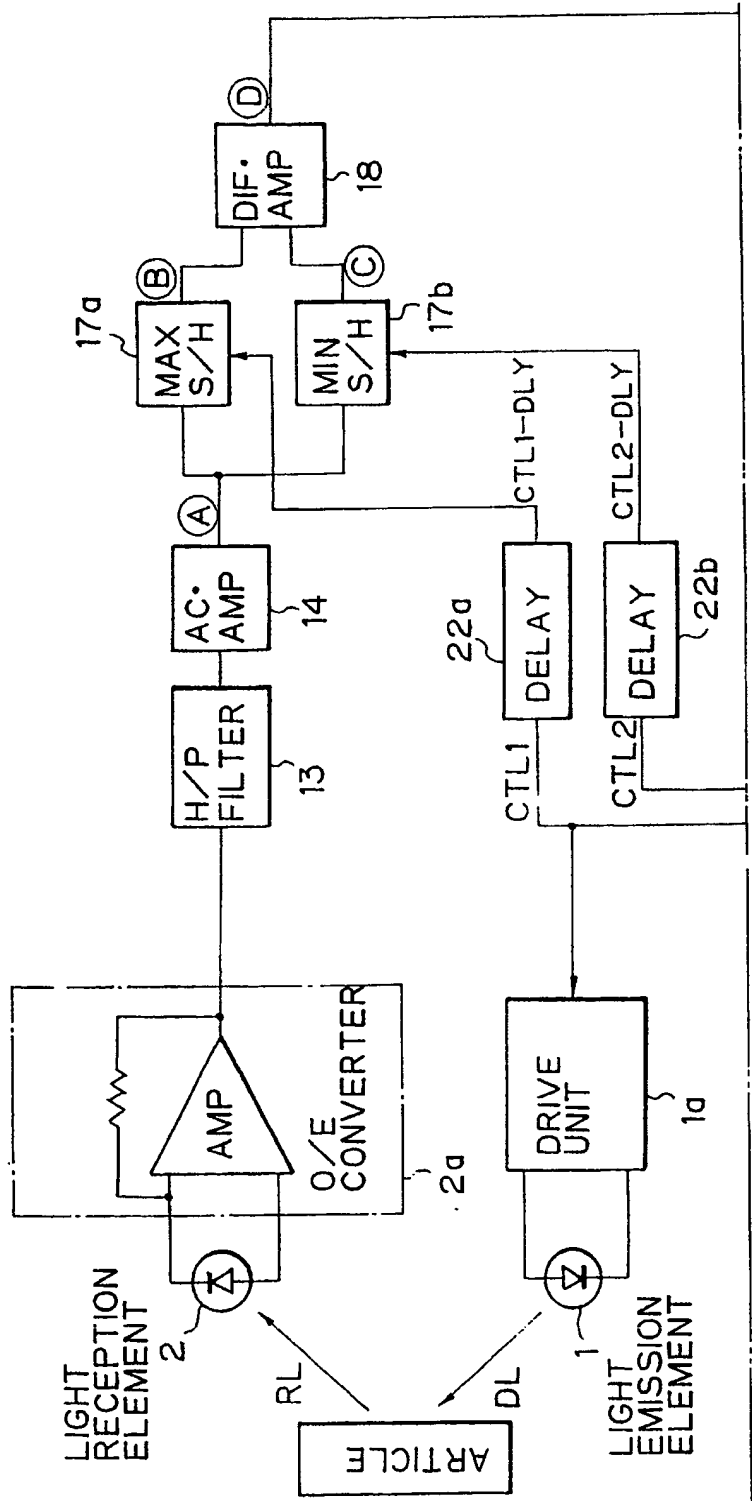 LIGHT
RECEPTION
ELEMENT
2
RL
ARTICLE
DL
LIGHT
EMISSION
ELEMENT
1
AMP
O/E
CONVERTER
2a
DRIVE
UNIT
1a
H/P
FILTER
13
AC•
AMP
14
A
MAX
S/H
17a
B
MIN
S/H
17b
C
DIF•
AMP
18
D
CTL1
DELAY
22a
CTL1-DLY
CTL2
DELAY
22b
CTL2-DLY